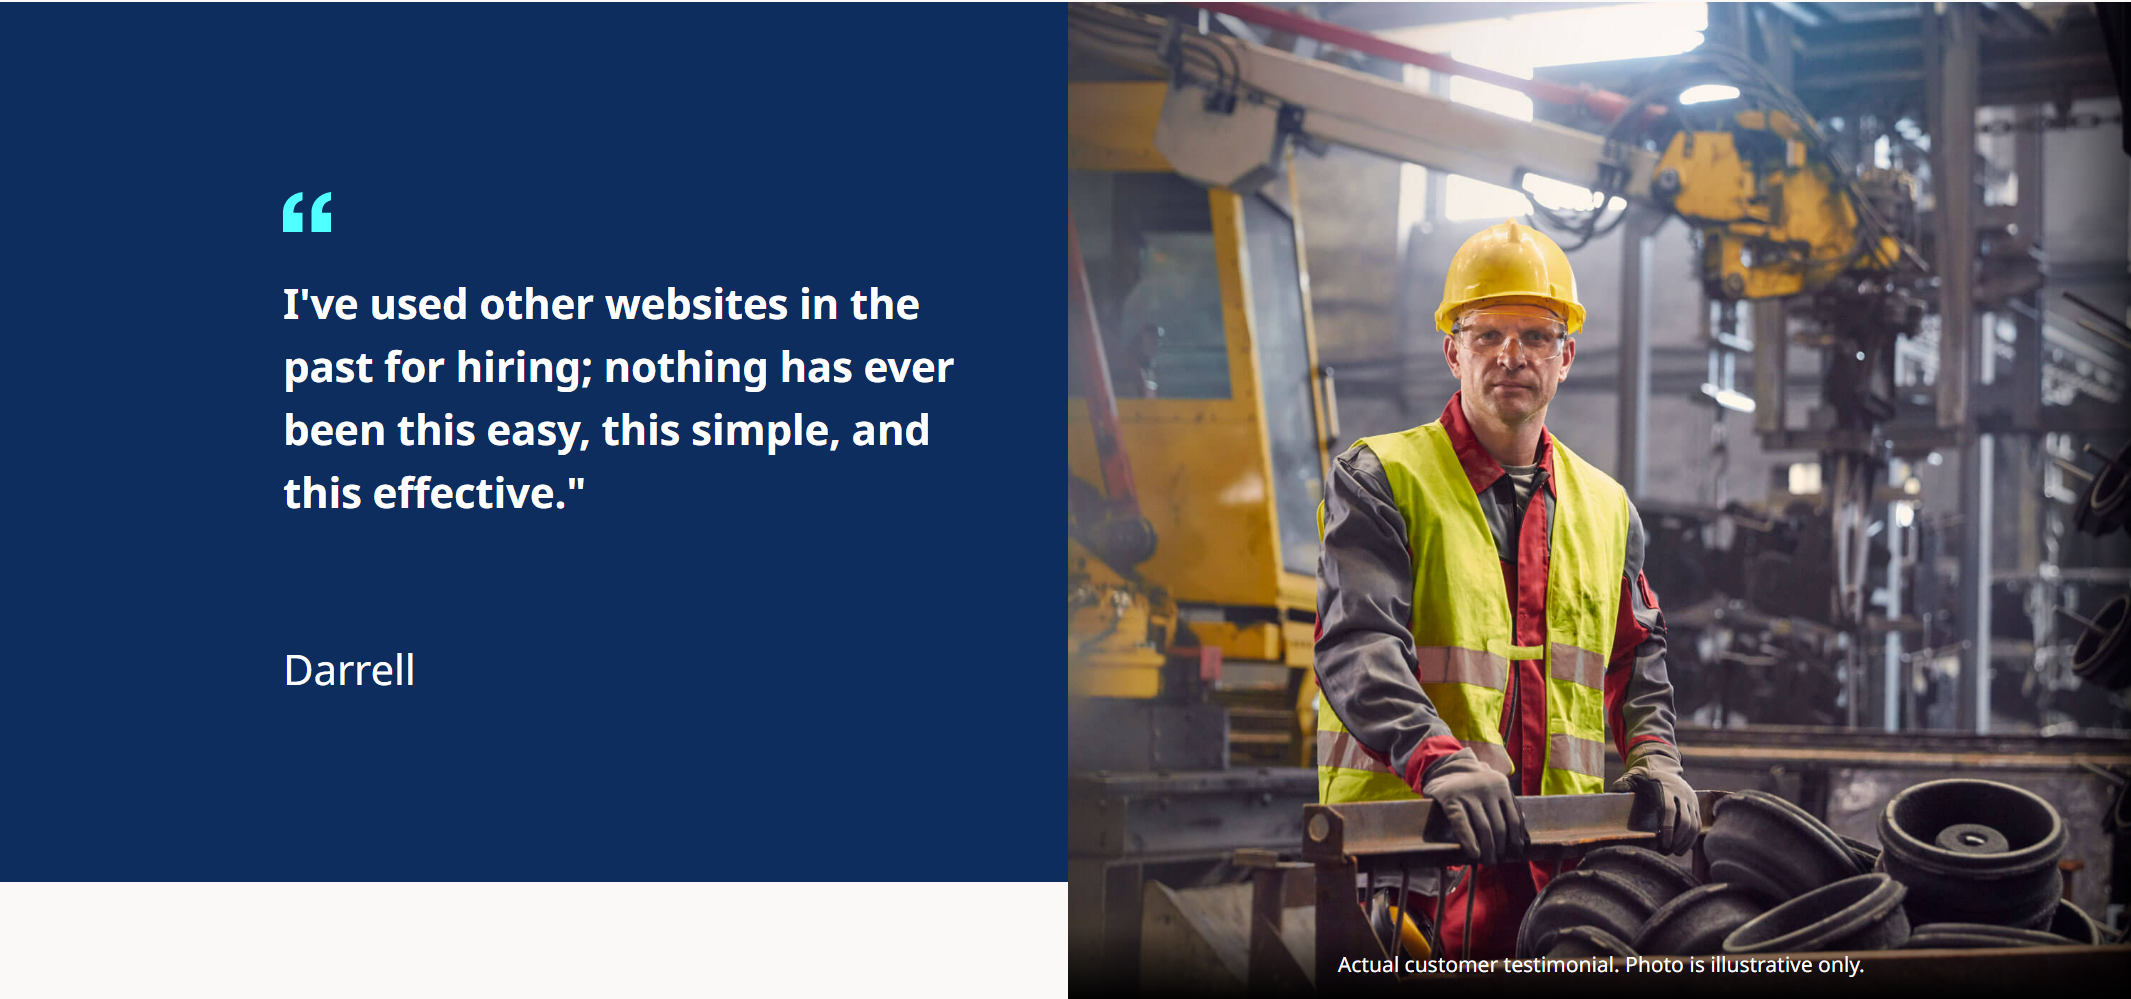 “
I've used other websites in the
past for hiring; nothing has ever
been this easy, this simple, and
this effective."
Darrell
Actual customer testimonial. Photo is illustrative only.